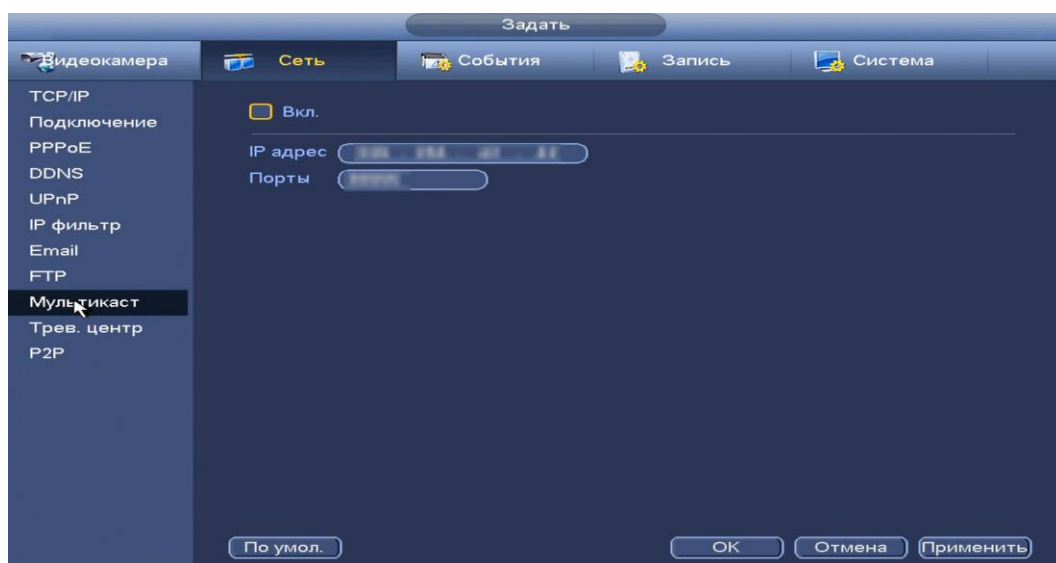 Задать
Видеокамера
Сеть
События
Запись
Система
TCP/IP
Подключение
PPPoE
DDNS
UPnP
IP фильтр
Email
FTP
Мультикаст
Трев. центр
P2P
Вкл.
IP адрес
Порты
По умол.
OK
Отмена
Применить